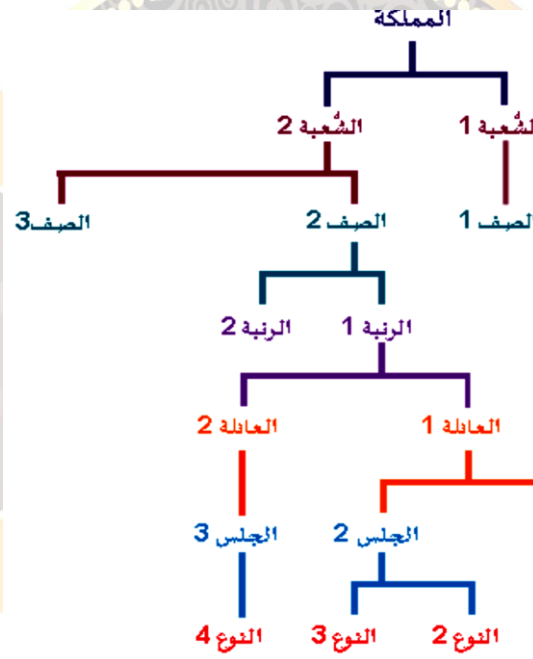 المملكة
الشُعبة 1 الشُعبة 2
الصف 1 الصف 2 الصف3
الرتبة 1 الرتبة 2
العائلة 1 العائلة 2
الجنس 2 الجنس 3
النوع 2 النوع 3 النوع 4